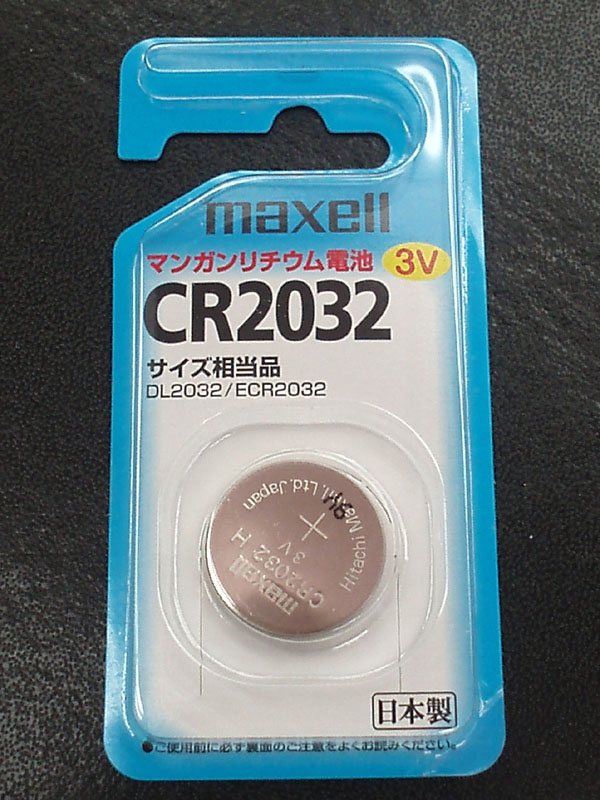 maxell
マンガンリチウム電池 3V
CR2032
サイズ相当品
DL2032/ECR2032
Hitachi Maxell, Ltd. Japan
+
3V
CR2032 H
maxell
日本製
●ご使用前に必ず裏面のご注意をよくお読みください。